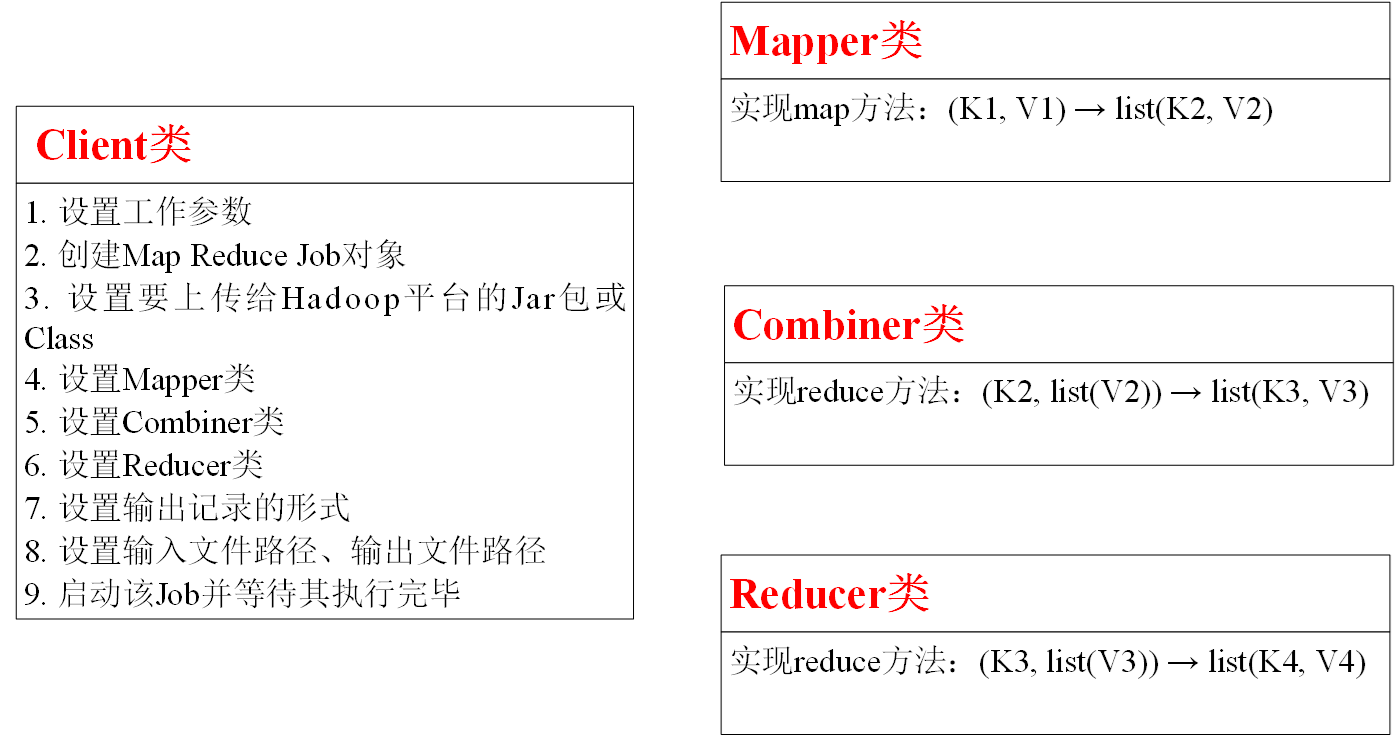 Client类
1. 设置工作参数
2. 创建Map Reduce Job对象
3. 设置要上传给Hadoop平台的Jar包或
Class
4. 设置Mapper类
5. 设置Combiner类
6. 设置Reducer类
7. 设置输出记录的形式
8. 设置输入文件路径、输出文件路径
9. 启动该Job并等待其执行完毕
Mapper类
实现map方法：(K1, V1) → list(K2, V2)
Combiner类
实现reduce方法：(K2, list(V2)) → list(K3, V3)
Reducer类
实现reduce方法：(K3, list(V3)) → list(K4, V4)